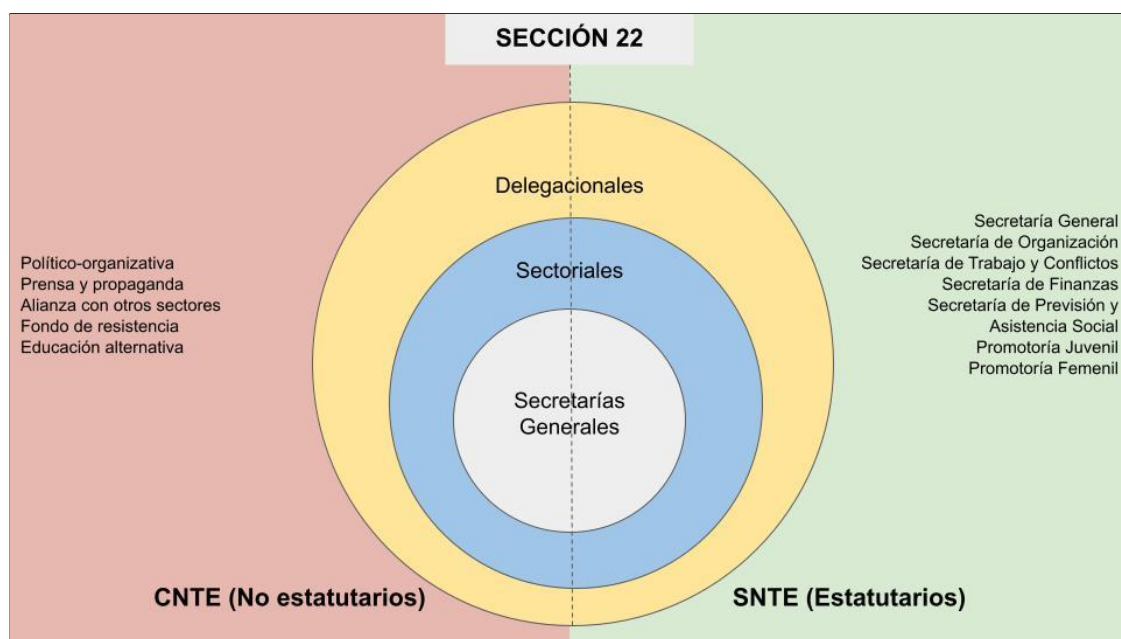 SECCIÓN 22
Delegacionales
Sectoriales
Secretarías
Generales
Político-organizativa
Prensa y propaganda
Alianza con otros sectores
Fondo de resistencia
Educación alternativa
Secretaría General
Secretaría de Organización
Secretaría de Trabajo y Conflictos
Secretaría de Finanzas
Secretaría de Previsión y
Asistencia Social
Promotoría Juvenil
Promotoría Femenil
CNTE (No estatutarios)
SNTE (Estatutarios)